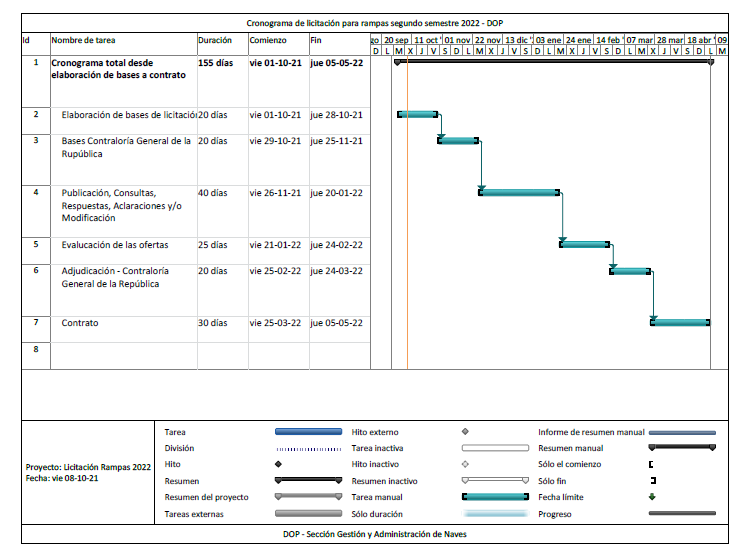 Cronograma de licitación para rampas segundo semestre 2022 - DOP
Id Nombre de tarea Duración Comienzo Fin
go 20 sep '11 oct '01 nov 22 nov '13 dic '03 ene 24 ene '14 feb '07 mar '28 mar '18 abr '09
D L M X J V S D L M X J V S D L M X J V S D L M
1 Cronograma total desde 155 días vie 01-10-21 jue 05-05-22
elaboración de bases a contrato
2 Elaboración de bases de licitació 20 días vie 01-10-21 jue 28-10-21
3 Bases Contraloría General de la 20 días vie 29-10-21 jue 25-11-21
Rupública
4 Publicación, Consultas, 40 días vie 26-11-21 jue 20-01-22
Respuestas, Aclaraciones y/o
Modificación
5 Evalucación de las ofertas 25 días vie 21-01-22 jue 24-02-22
6 Adjudicación - Contraloría 20 días vie 25-02-22 jue 24-03-22
General de la República
7 Contrato 30 días vie 25-03-22 jue 05-05-22
8
Proyecto: Licitación Rampas 2022
Fecha: vie 08-10-21
Tarea
División
Hito
Resumen
Resumen del proyecto
Tareas externas
Hito externo
Tarea inactiva
Hito inactivo
Resumen inactivo
Tarea manual
Sólo duración
Informe de resumen manual
Resumen manual
Sólo el comienzo
Sólo fin
Fecha límite
Progreso
DOP - Sección Gestión y Administración de Naves